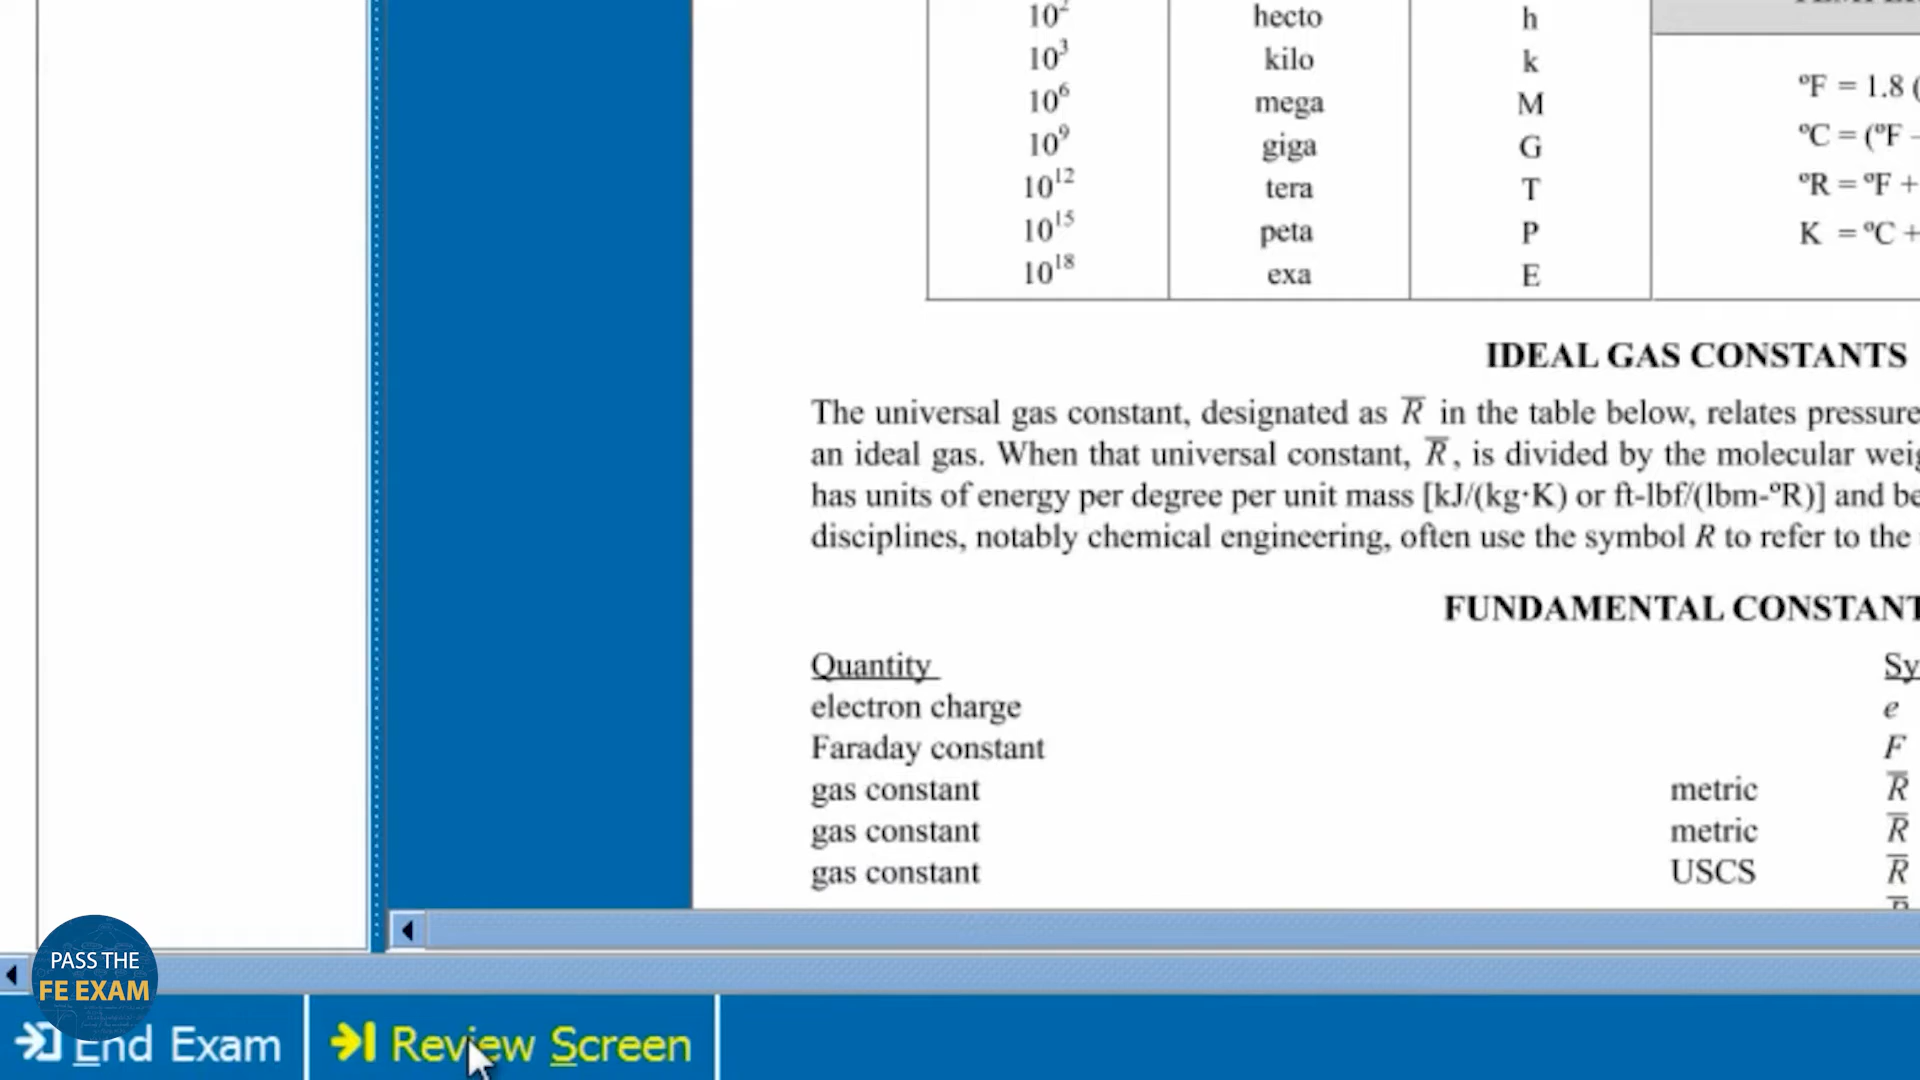 10² hecto h
10³ kilo k
10⁶ mega M
10⁹ giga G
10¹² tera T
10¹⁵ peta P
10¹⁸ exa E
ºF = 1.8 (
ºC = (ºF -
ºR = ºF +
K = ºC +
IDEAL GAS CONSTANTS
The universal gas constant, designated as R̅ in the table below, relates pressure
an ideal gas. When that universal constant, R̅, is divided by the molecular
has units of energy per degree per unit mass [kJ/(kg·K) or ft-lbf/(lbm-ºR)] and
disciplines, notably chemical engineering, often use the symbol R to refer to the
FUNDAMENTAL CONSTANT
Quantity Sy
electron charge e
Faraday constant F
gas constant metric R̅
gas constant metric R̅
gas constant USCS R̅
PASS THE
FE EXAM
End Exam
Review Screen